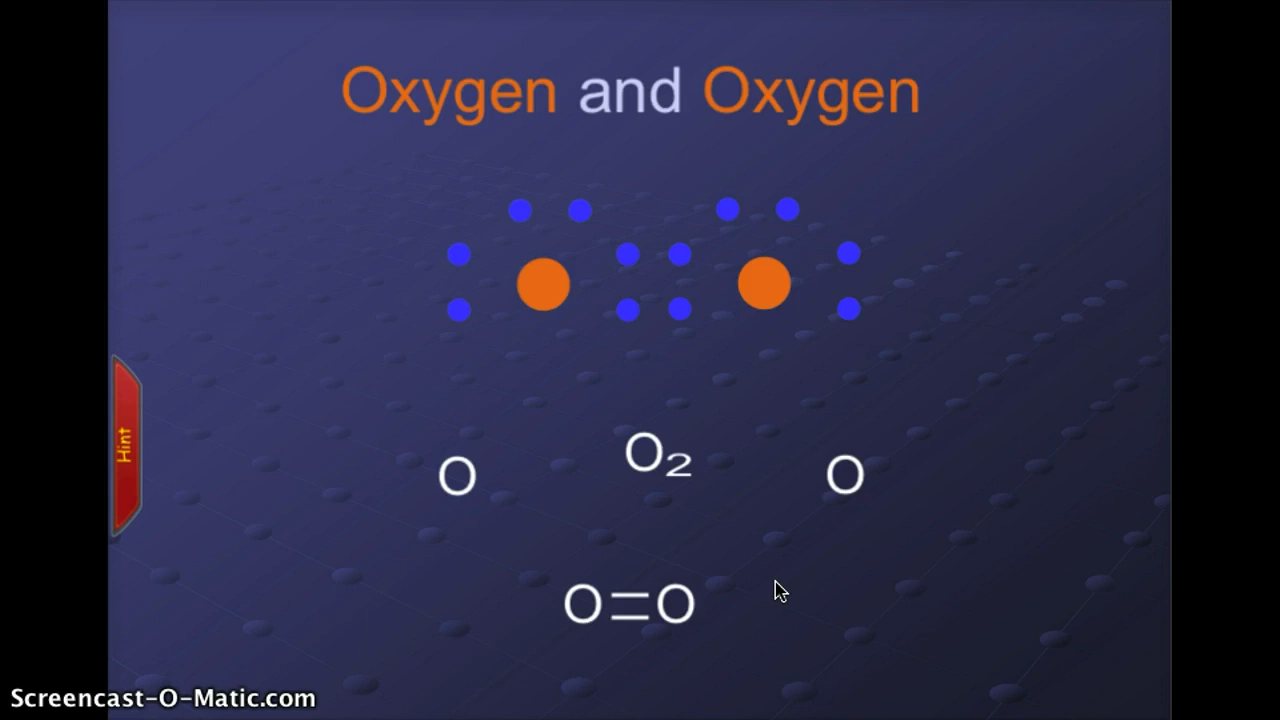 Oxygen and Oxygen
Hint
O O₂ O
O=O
Screencast-O-Matic.com